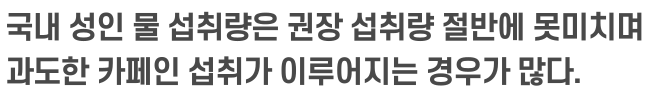 국내 성인 물 섭취량은 권장 섭취량 절반에 못미치며
과도한 카페인 섭취가 이루어지는 경우가 많다.